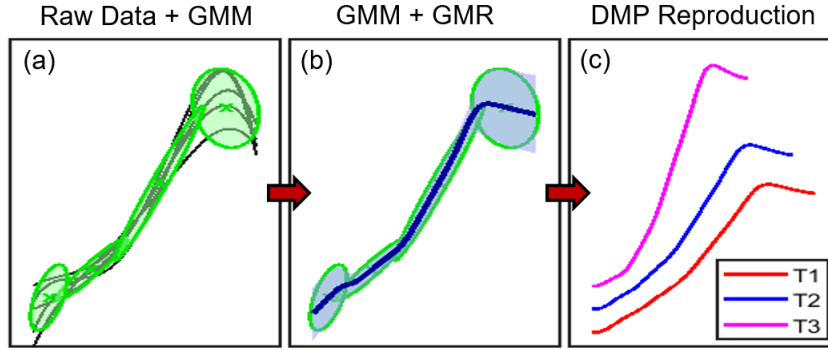 Raw Data + GMM
GMM + GMR
DMP Reproduction
(a)
(b)
(c)
T1
T2
T3